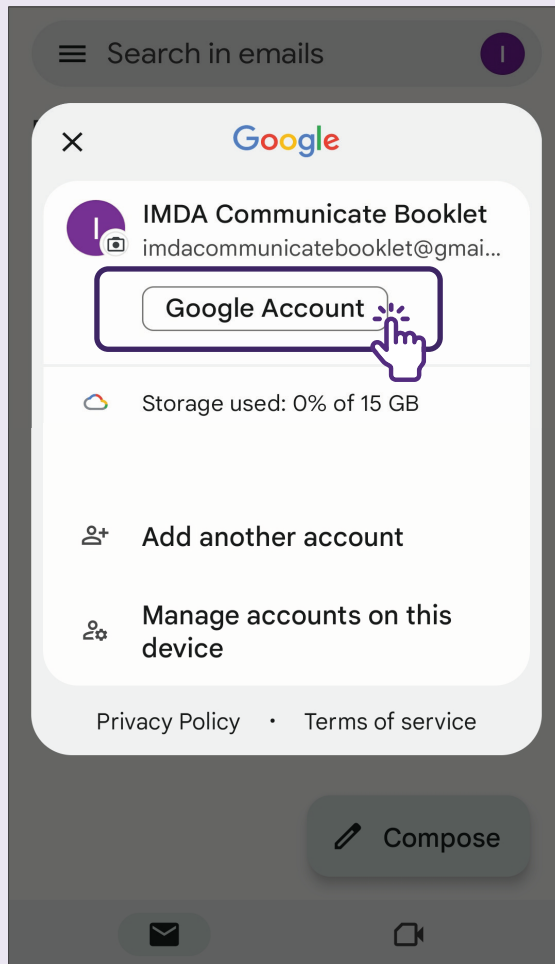 Search in emails
I
Google
I
IMDA Communicate Booklet
imdacommunicatebooklet@gmai...
Google Account
Storage used: 0% of 15 GB
Add another account
Manage accounts on this
device
Privacy Policy · Terms of service
Compose